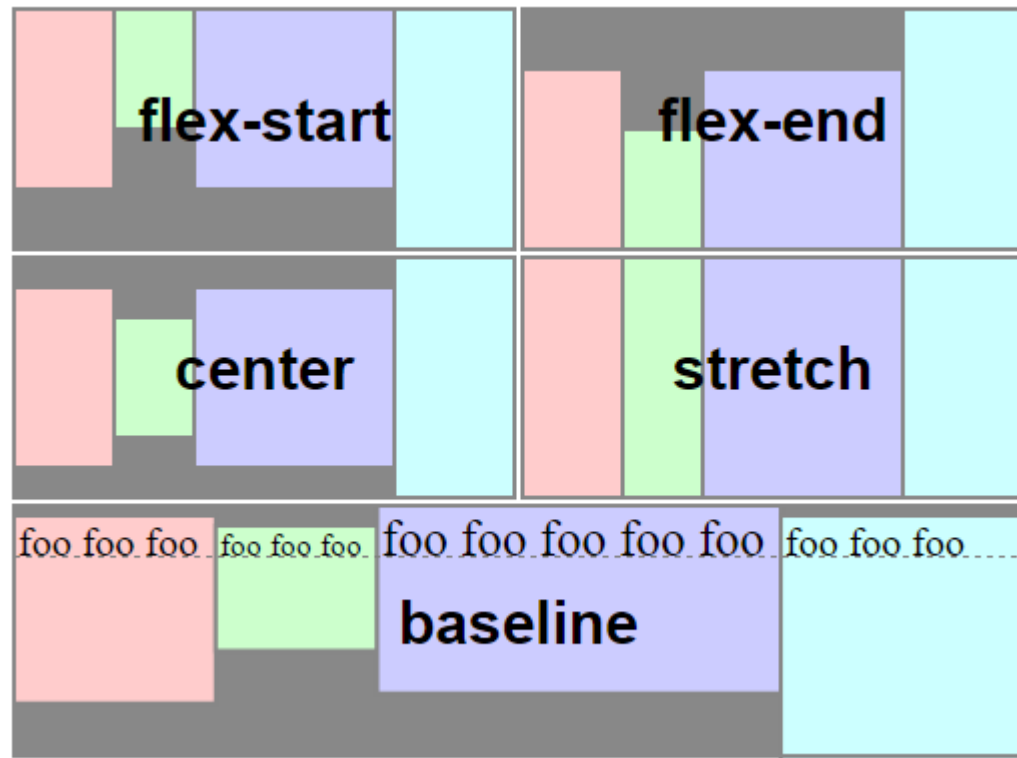 flex-start
flex-end
center
stretch
foo foo foo
foo foo foo
foo foo foo foo foo
foo foo foo
baseline